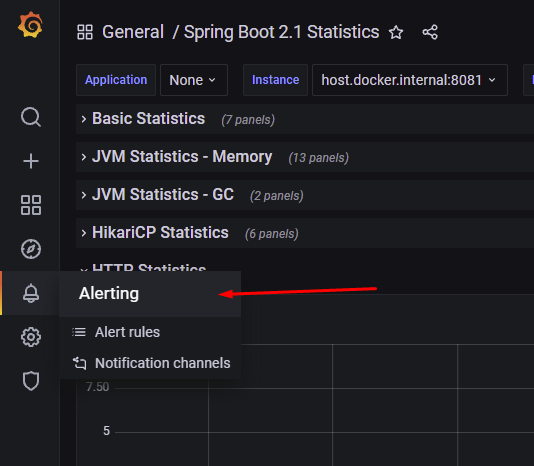 General / Spring Boot 2.1 Statistics
Application None Instance host.docker.internal:8081
Basic Statistics (7 panels)
JVM Statistics - Memory (13 panels)
JVM Statistics - GC (2 panels)
HikariCP Statistics (6 panels)
HTTP Statistics
Alerting
Alert rules
Notification channels
7.50
5